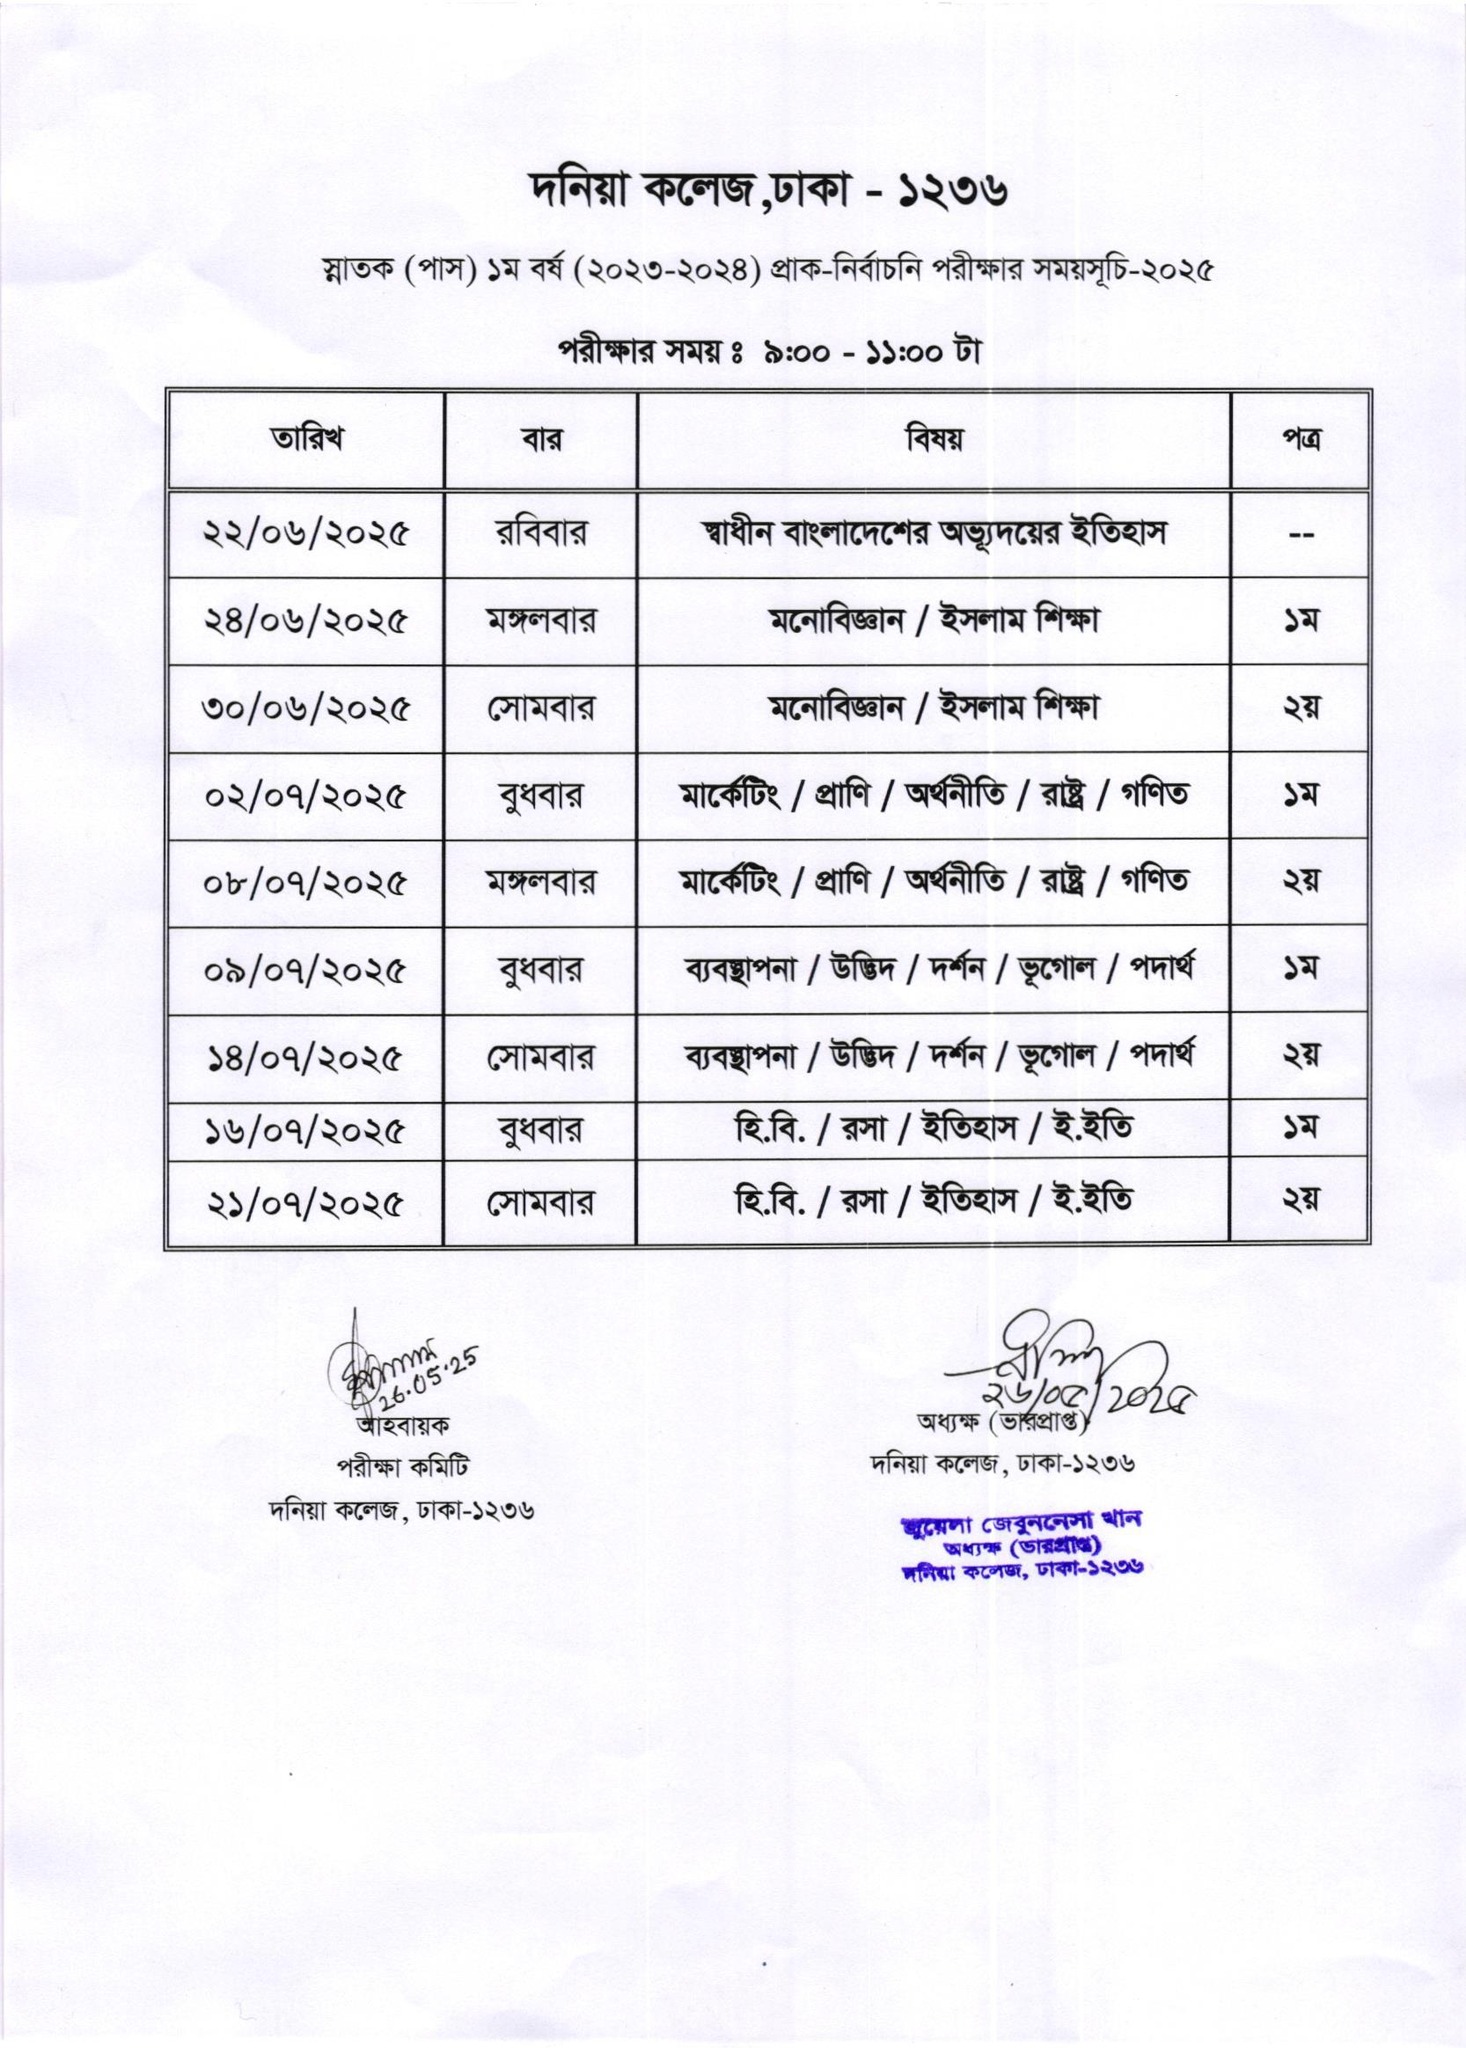 দনিয়া কলেজ,ঢাকা - ১২৩৬
স্নাতক (পাস) ১ম বর্ষ (২০২৩-২০২৪) প্রাক-নির্বাচনি পরীক্ষার সময়সূচি-২০২৫
পরীক্ষার সময় ঃ ৯:০০ - ১১:০০ টা
তারিখ বার বিষয় পত্র
২২/০৬/২০২৫ রবিবার স্বাধীন বাংলাদেশের অভ্যূদয়ের ইতিহাস --
২৪/০৬/২০২৫ মঙ্গলবার মনোবিজ্ঞান / ইসলাম শিক্ষা ১ম
৩০/০৬/২০২৫ সোমবার মনোবিজ্ঞান / ইসলাম শিক্ষা ২য়
০২/০৭/২০২৫ বুধবার মার্কেটিং / প্রাণি / অর্থনীতি / রাষ্ট্র / গণিত ১ম
০৮/০৭/২০২৫ মঙ্গলবার মার্কেটিং / প্রাণি / অর্থনীতি / রাষ্ট্র / গণিত ২য়
০৯/০৭/২০২৫ বুধবার ব্যবস্থাপনা / উদ্ভিদ / দর্শন / ভূগোল / পদার্থ ১ম
১৪/০৭/২০২৫ সোমবার ব্যবস্থাপনা / উদ্ভিদ / দর্শন / ভূগোল / পদার্থ ২য়
১৬/০৭/২০২৫ বুধবার হি.বি. / রসা / ইতিহাস / ই.ইতি ১ম
২১/০৭/২০২৫ সোমবার হি.বি. / রসা / ইতিহাস / ই.ইতি ২য়
26.05.25
আহবায়ক
পরীক্ষা কমিটি
দনিয়া কলেজ, ঢাকা-১২৩৬
২৬/০৫/২০২৫
অধ্যক্ষ (ভারপ্রাপ্ত)
দনিয়া কলেজ, ঢাকা-১২৩৬
জুয়েলা জেবুননেসা খান
অধ্যক্ষ (ভারপ্রাপ্ত)
দনিয়া কলেজ, ঢাকা-১২৩৬